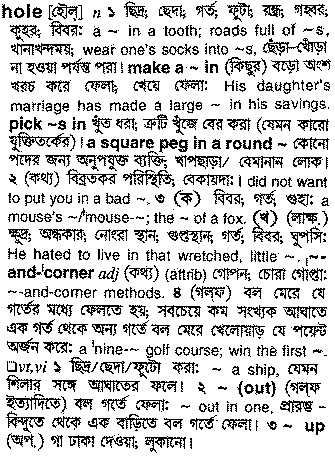 hole [হৌল্] n ১ ছিদ্র; ছেদা; গর্ত; ফুটা; রন্ধ্র; গহ্বর;
কূহর; বিবর: a ~ in a tooth; roads full of ~s,
খানাখন্দময়; wear one's socks into ~s, ছেঁড়া-খোঁড়া
না হওয়া পর্যন্ত পরা। make a ~ in (কিছুর) বড়ো অংশ
খরচ করে ফেলা; খেয়ে ফেলা: His daughter's
marriage has made a large ~ in his savings.
pick ~s in খুঁত ধরা; ত্রুটি খুঁজে বের করা (যেমন কারো
যুক্তিতর্কের)। a square peg in a round ~ কোনো
পদের জন্য অনুপযুক্ত ব্যক্তি; খাপছাড়া/ বেমানান লোক।
২ (কথ্য) বিব্রতকর পরিস্থিতি; বেকায়দা: I did not want
to put you in a bad ~. ৩ (ক) বিবর; গর্ত; গুহা: a
mouse's ~/'mouse-~; the ~ of a fox. (খ) (লাক্ষ.)
ক্ষুদ্র, অন্ধকার; নোংরা স্থান; গুপ্তস্থান; গর্ত; বিবর; ঘুপসি:
He hated to live in that wretched, little ~. ˌ~-
and-ˈcorner adj (কথ্য) (attrib) গোপন; চোরা গোপ্তা:
~-and-corner methods. ৪ (গল্‌ফ) বল মেরে যে
গর্তের মধ্যে ফেলতে হয়; সবচেয়ে কম সংখ্যক আঘাতে
এক গর্ত থেকে অন্য গর্তে বল মেরে খেলোয়াড় যে পয়েন্ট
অর্জন করে: a 'nine-~ golf course; win the first ~.
□vt,vi ১ ছিদ্র/ছেদা/ফুটো করা: ~ a ship, যেমন
শিলার সঙ্গে আঘাতের ফলে। ২ ~ (out) (গল্‌ফ
ইত্যাদিতে) বল গর্তে ফেলা: ~ out in one, প্রারম্ভ-
বিন্দুতে থেকে এক বাড়িতে বল গর্তে ফেলা। ৩ ~ up
(অপ.) গা ঢাকা দেওয়া; লুকানো।